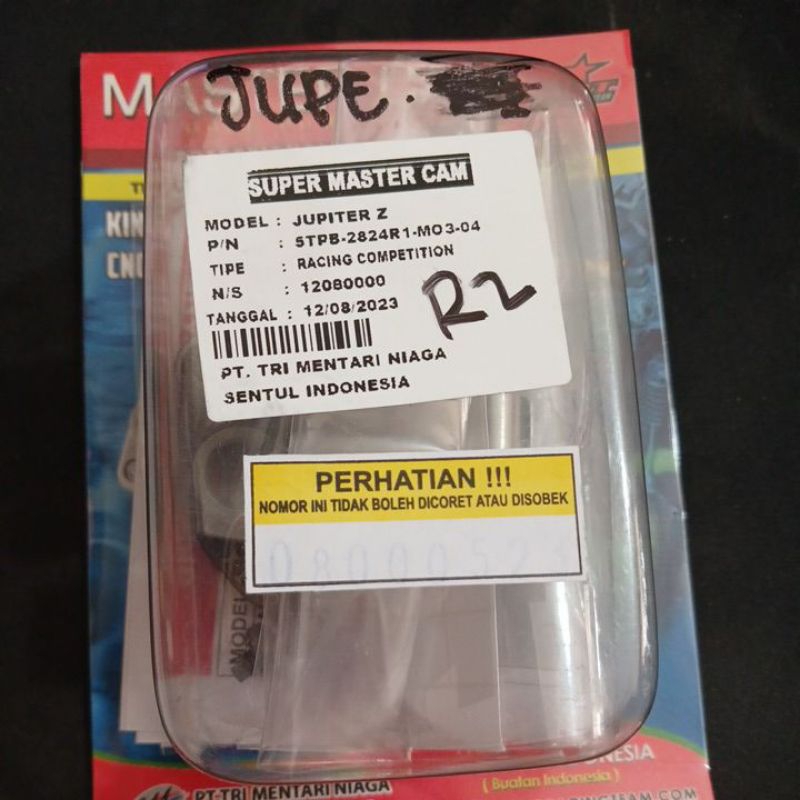 JUPE.
SUPER MASTER CAM
MODEL : JUPITER Z
P/N : 5TPB-2824R1-MO3-04
TIPE : RACING COMPETITION
N/S : 12080000
TANGGAL : 12/08/2023
R2
PT. TRI MENTARI NIAGA
SENTUL INDONESIA
PERHATIAN !!!
NOMOR INI TIDAK BOLEH DICORET ATAU DISOBEK
MODEL
PT-TRI MENTARI NIAGA
( Buatan Indonesia )